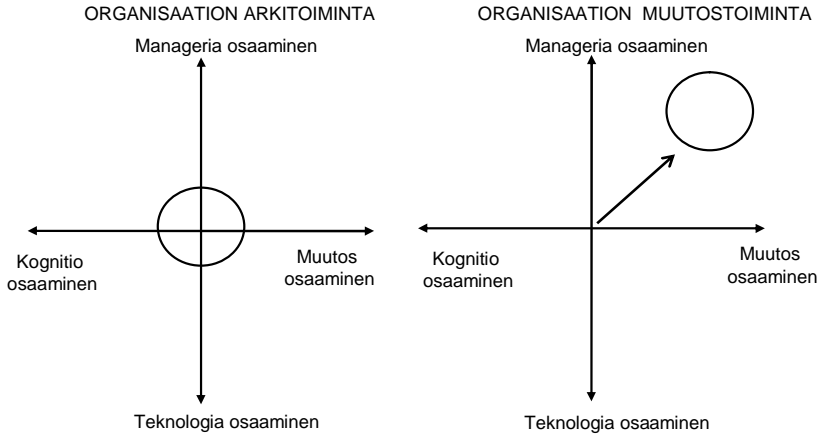 ORGANISAATION ARKITOIMINTA
Manageria osaaminen
Kognitio
osaaminen
Muutos
osaaminen
Teknologia osaaminen
ORGANISAATION MUUTOSTOIMINTA
Manageria osaaminen
Kognitio
osaaminen
Muutos
osaaminen
Teknologia osaaminen